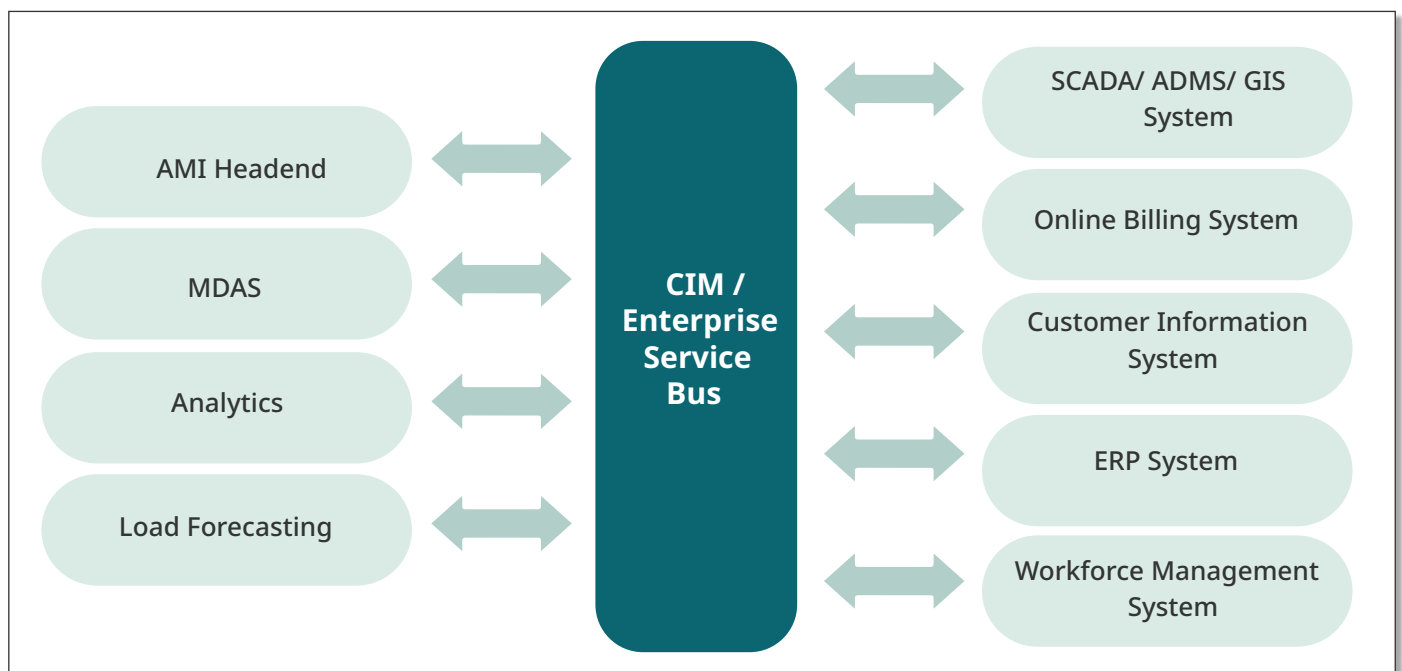 AMI Headend
MDAS
Analytics
Load Forecasting
CIM /
Enterprise
Service
Bus
SCADA/ ADMS/ GIS
System
Online Billing System
Customer Information
System
ERP System
Workforce Management
System